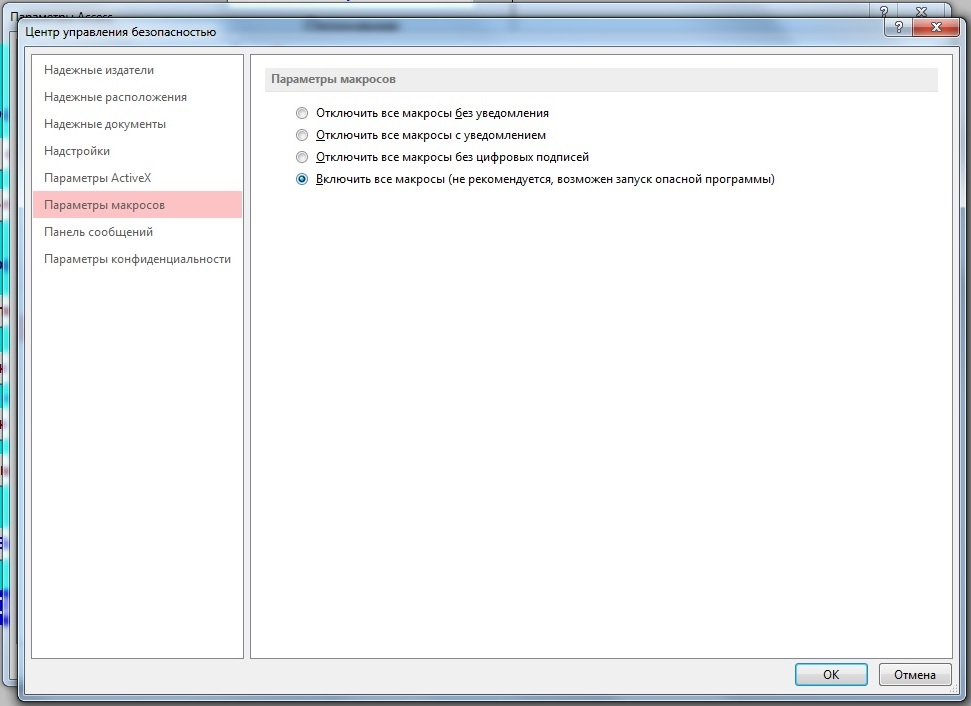 Параметры Access
Центр управления безопасностью
Надежные издатели
Надежные расположения
Надежные документы
Надстройки
Параметры ActiveX
Параметры макросов
Панель сообщений
Параметры конфиденциальности
Параметры макросов
Отключить все макросы без уведомления
Отключить все макросы с уведомлением
Отключить все макросы без цифровых подписей
Включить все макросы (не рекомендуется, возможен запуск опасной программы)
ОК
Отмена